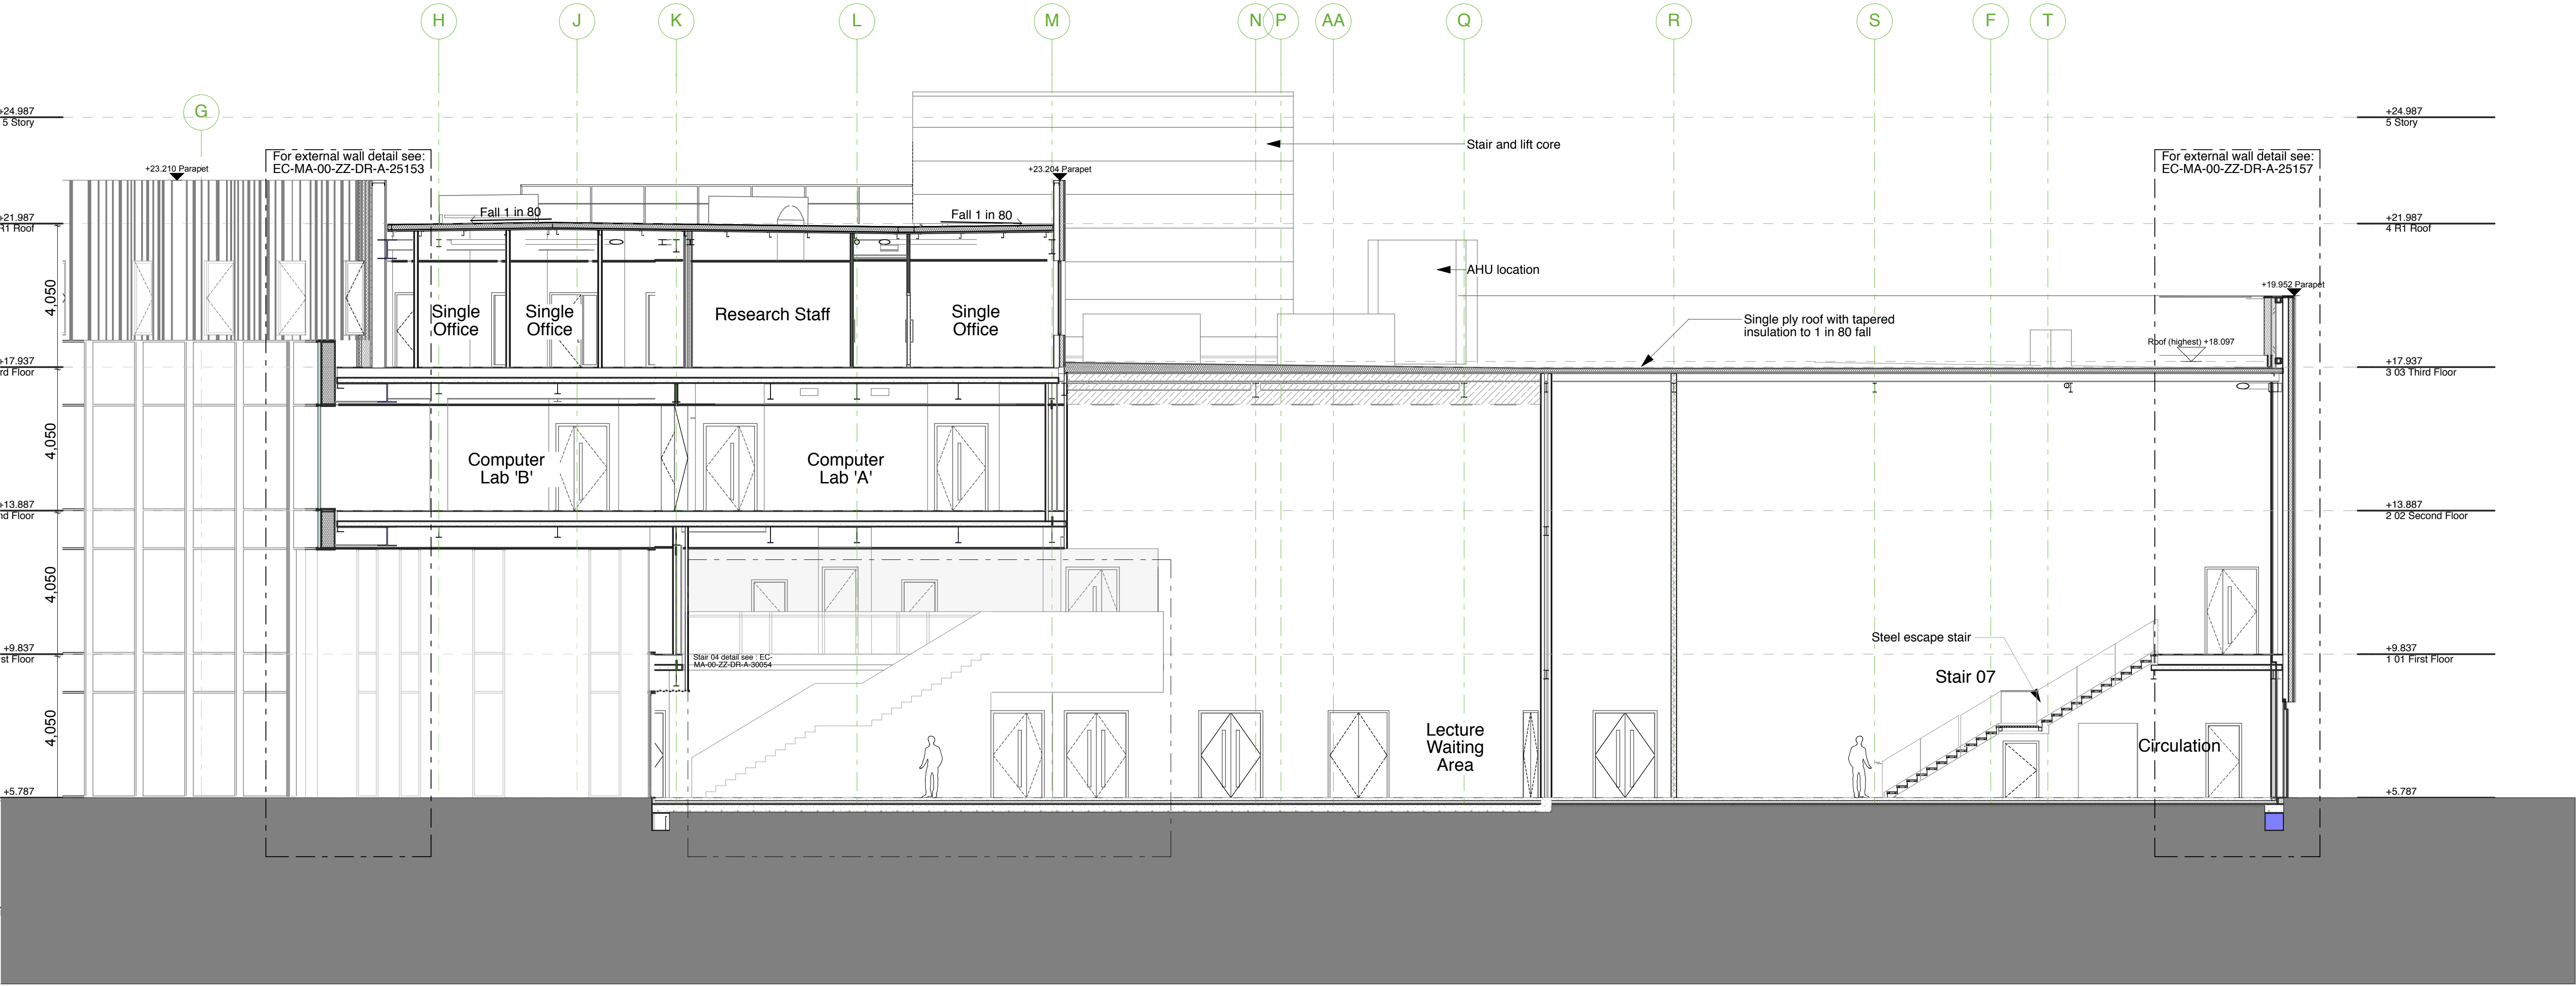 H
J
K
L
M
N
P
AA
Q
R
S
F
T
G
+24.987
5 Story
+24.987
5 Story
Stair and lift core
For external wall detail see:
EC-MA-00-ZZ-DR-A-25153
For external wall detail see:
EC-MA-00-ZZ-DR-A-25157
+23.210 Parapet
+23.204 Parapet
Fall 1 in 80
Fall 1 in 80
+21.987
R1 Roof
+21.987
4 R1 Roof
AHU location
+19.952 Parapet
4,050
Single
Office
Single
Office
Research Staff
Single
Office
Single ply roof with tapered
insulation to 1 in 80 fall
Roof (highest) +18.097
+17.937
rd Floor
+17.937
3 03 Third Floor
4,050
Computer
Lab 'B'
Computer
Lab 'A'
+13.887
nd Floor
+13.887
2 02 Second Floor
4,050
Steel escape stair
+9.837
st Floor
Stair 04 detail see : EC-
MA-00-ZZ-DR-A-30054
+9.837
1 01 First Floor
Stair 07
4,050
Lecture
Waiting
Area
Circulation
+5.787
+5.787